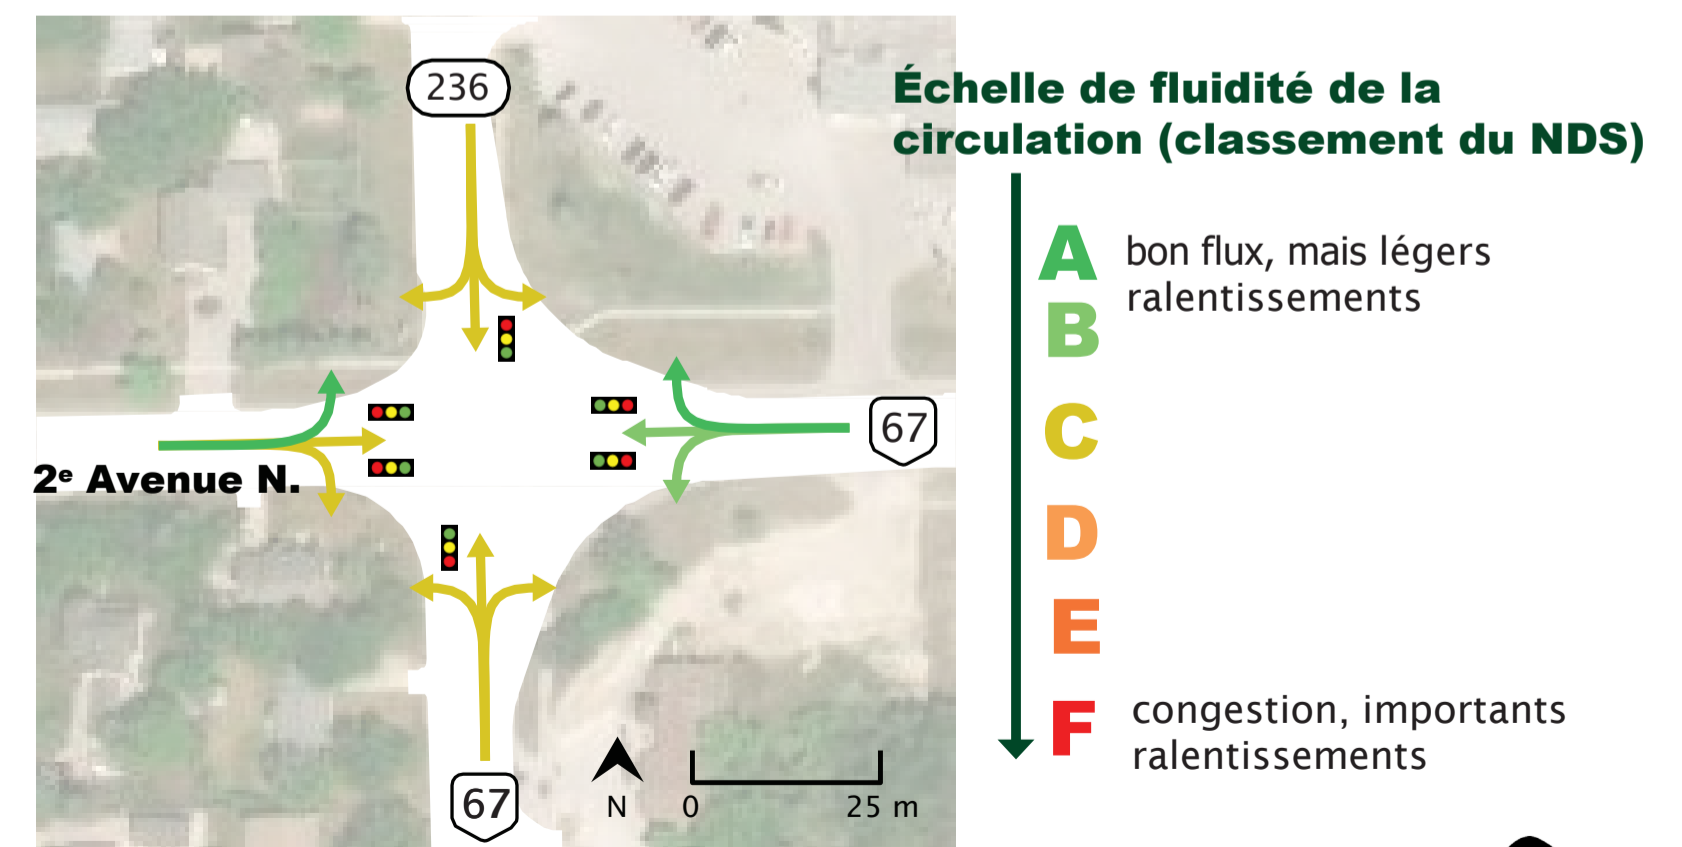 236
Échelle de fluidité de la
circulation (classement du NDS)
A
bon flux, mais légers
ralentissements
B
C
67
2e Avenue N.
D
E
F
congestion, importants
ralentissements
67
N
0
25 m